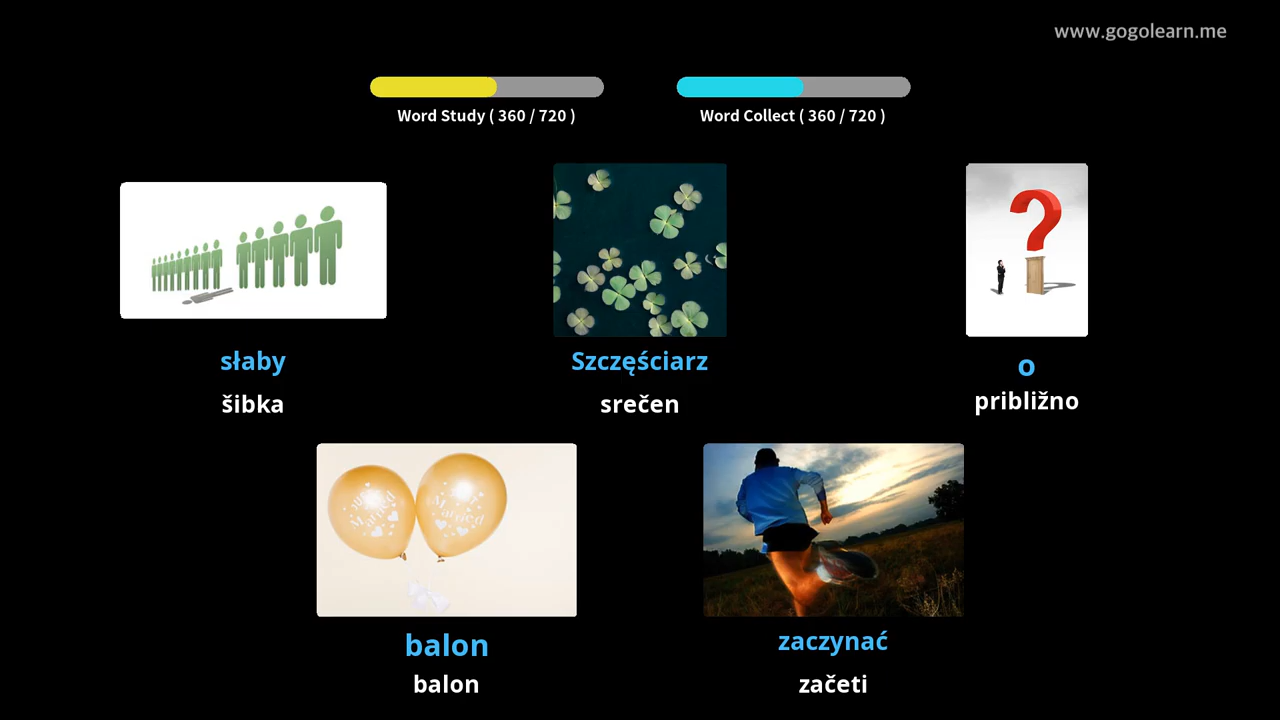 www.gogolearn.me
Word Study ( 360 / 720 )
Word Collect ( 360 / 720 )
słaby
Szczęściarz
o
šibka
srečen
približno
balon
zaczynać
balon
začeti